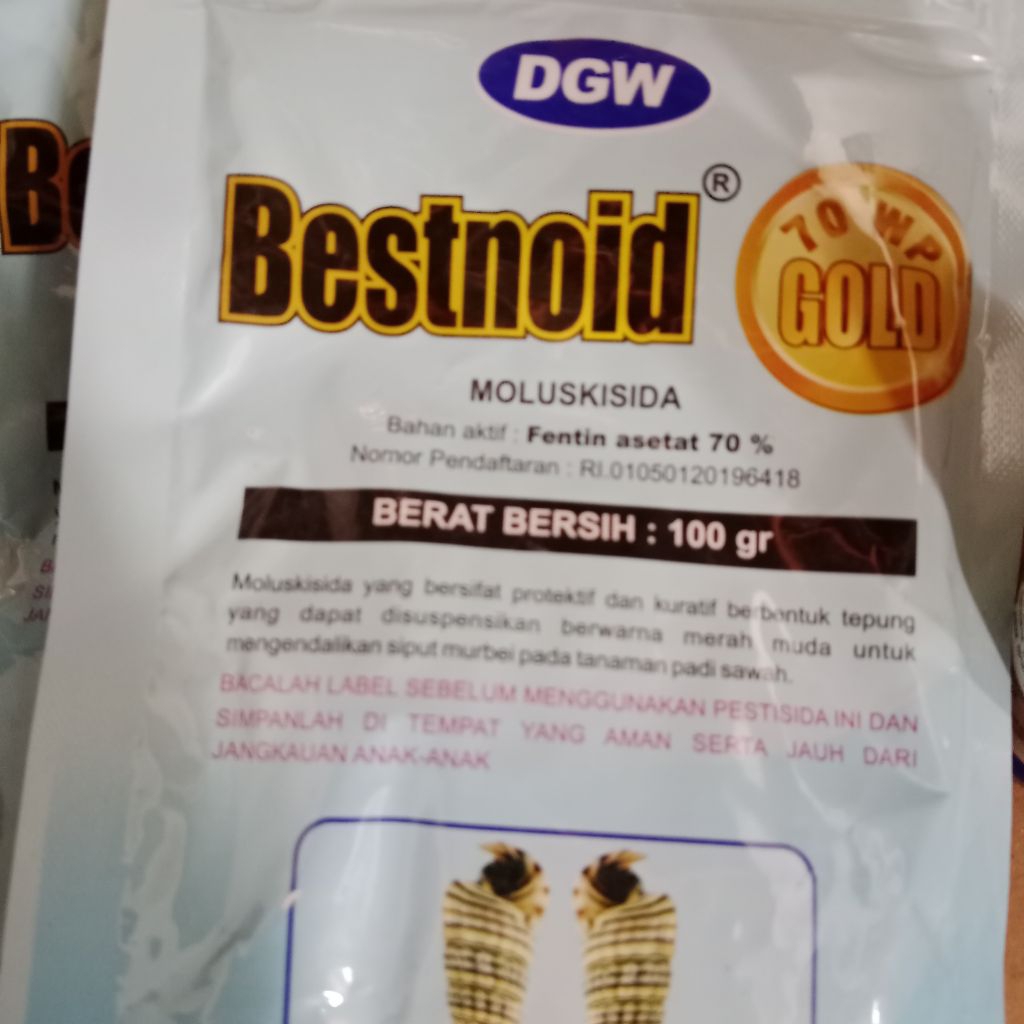 DGW
Bestnoid®
70 WP
GOLD
MOLUSKISIDA
Bahan aktif : Fentin asetat 70 %
Nomor Pendaftaran : RI.01050120196418
BERAT BERSIH : 100 gr
Moluskisida yang bersifat protektif dan kuratif berbentuk tepung
yang dapat disuspensikan berwarna merah muda untuk
mengendalikan siput murbei pada tanaman padi sawah.
BACALAH LABEL SEBELUM MENGGUNAKAN PESTISIDA INI DAN
SIMPANLAH DI TEMPAT YANG AMAN SERTA JAUH DARI
JANGKAUAN ANAK-ANAK